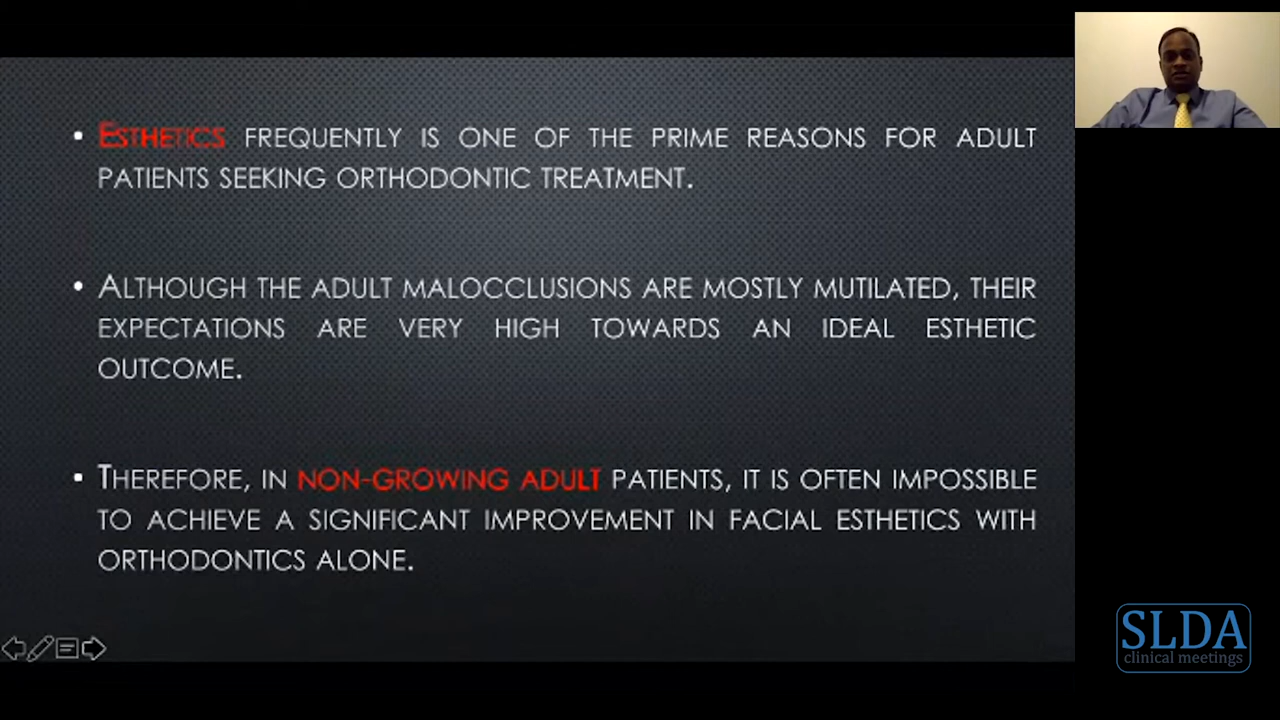 • ESTHETICS FREQUENTLY IS ONE OF THE PRIME REASONS FOR ADULT
PATIENTS SEEKING ORTHODONTIC TREATMENT.
• ALTHOUGH THE ADULT MALOCCLUSIONS ARE MOSTLY MUTILATED, THEIR
EXPECTATIONS ARE VERY HIGH TOWARDS AN IDEAL ESTHETIC
OUTCOME.
• THEREFORE, IN NON-GROWING ADULT PATIENTS, IT IS OFTEN IMPOSSIBLE
TO ACHIEVE A SIGNIFICANT IMPROVEMENT IN FACIAL ESTHETICS WITH
ORTHODONTICS ALONE.
SLDA
clinical meetings